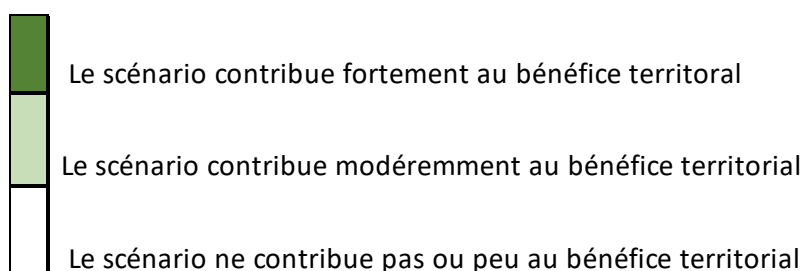 Le scénario contribue fortement au bénéfice territoral
Le scénario contribue modéremment au bénéfice territorial
Le scénario ne contribue pas ou peu au bénéfice territorial